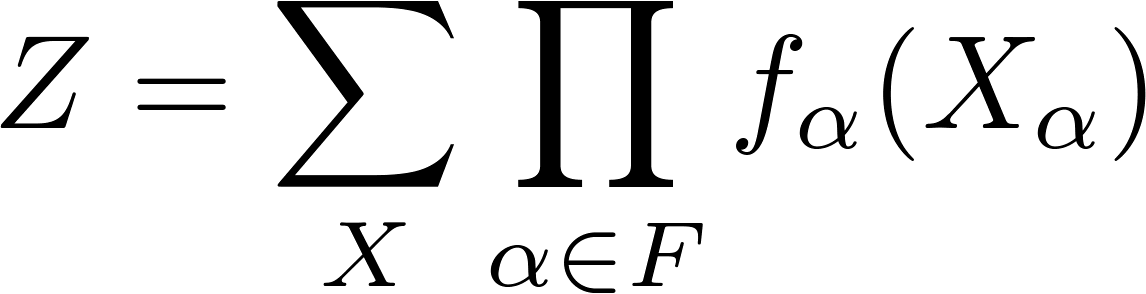 Z = ∑_X ∏_{α∈F} f_α(X_α)